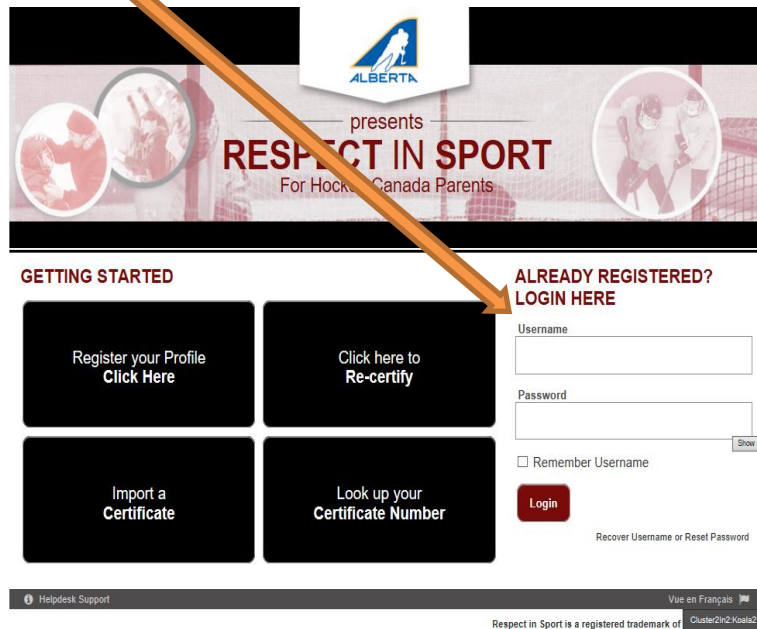 ALBERTA
presents
RESPECT IN SPORT
For Hockey Canada Parents
GETTING STARTED
Register your Profile
Click Here
Click here to
Re-certify
Import a
Certificate
Look up your
Certificate Number
ALREADY REGISTERED?
LOGIN HERE
Username
Password
Show
Remember Username
Login
Recover Username or Reset Password
Helpdesk Support
Vue en Français
Respect in Sport is a registered trademark of
Cluster2In2:Koala2